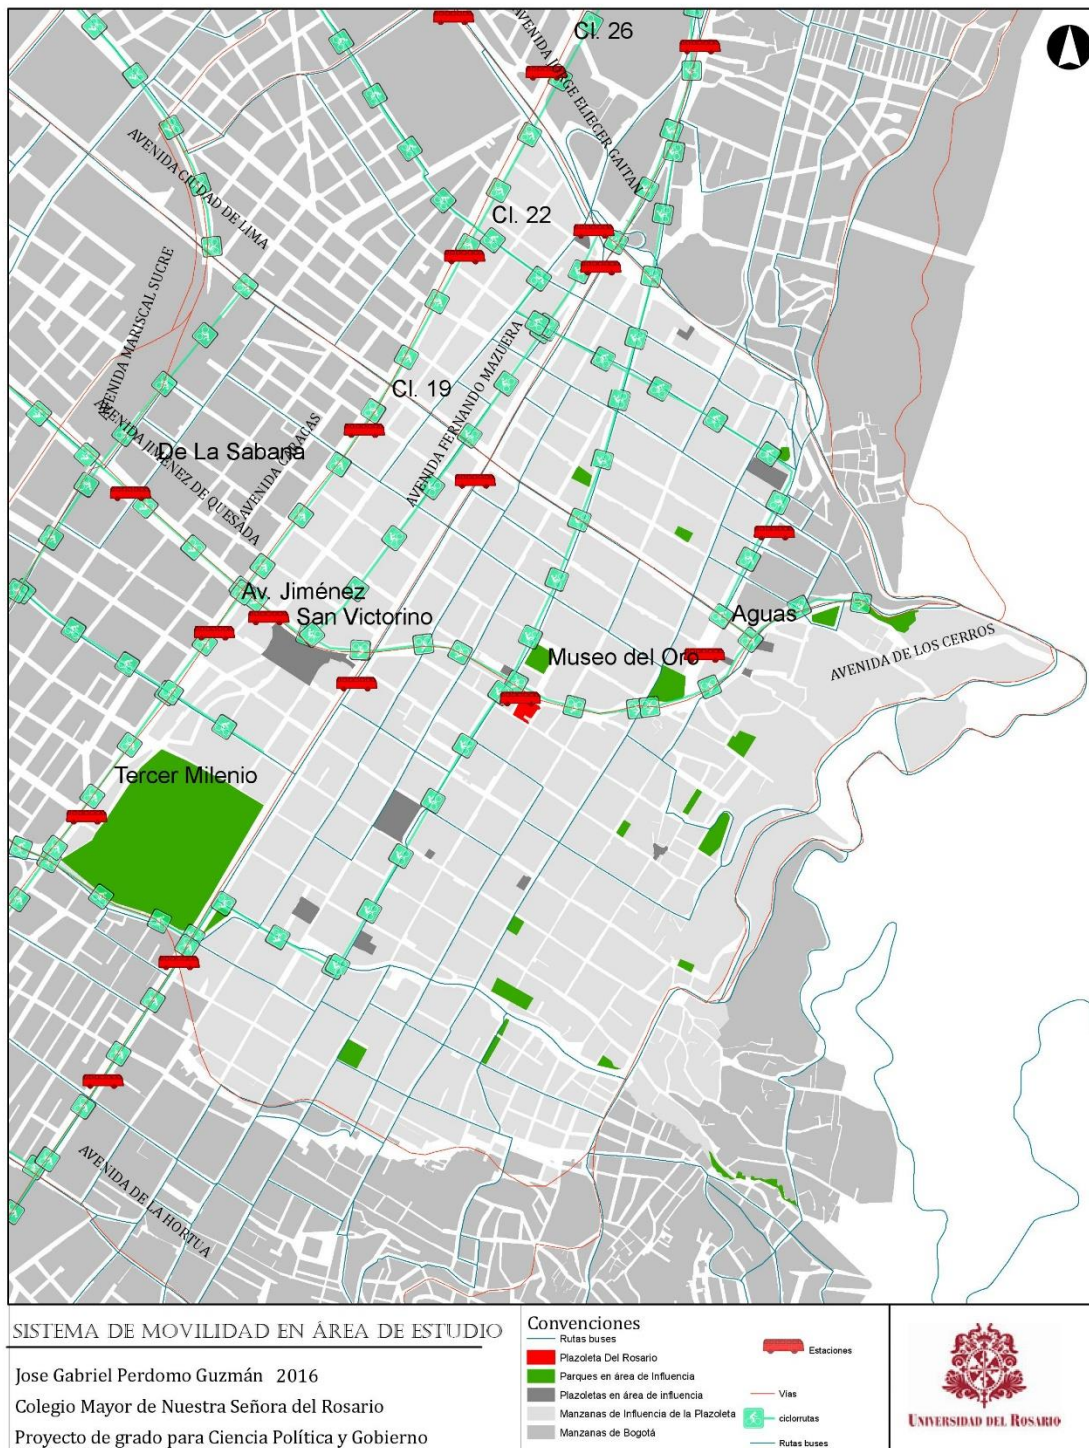 Cl. 26
AVENIDA JORGE ELIECER GAITAN
AVENIDA CIUDAD DE LIMA
Cl. 22
AVENIDA MARISCAL SUCRE
AVENIDA FERNANDO MAZUERA
Cl. 19
De La Sabana
AVENIDA JIMENEZ DE QUESADA
AVENIDA CARACAS
Av. Jiménez
San Victorino
Aguas
Museo del Oro
AVENIDA DE LOS CERROS
Tercer Milenio
AVENIDA DE LA HORTUA
SISTEMA DE MOVILIDAD EN ÁREA DE ESTUDIO
Jose Gabriel Perdomo Guzmán 2016
Colegio Mayor de Nuestra Señora del Rosario
Proyecto de grado para Ciencia Política y Gobierno
Convenciones
Rutas buses
Plazoleta Del Rosario
Parques en área de Influencia
Plazoletas en área de influencia
Manzanas de Influencia de la Plazoleta
Manzanas de Bogotá
Estaciones
Vías
ciclorrutas
Rutas buses
UNIVERSIDAD DEL ROSARIO